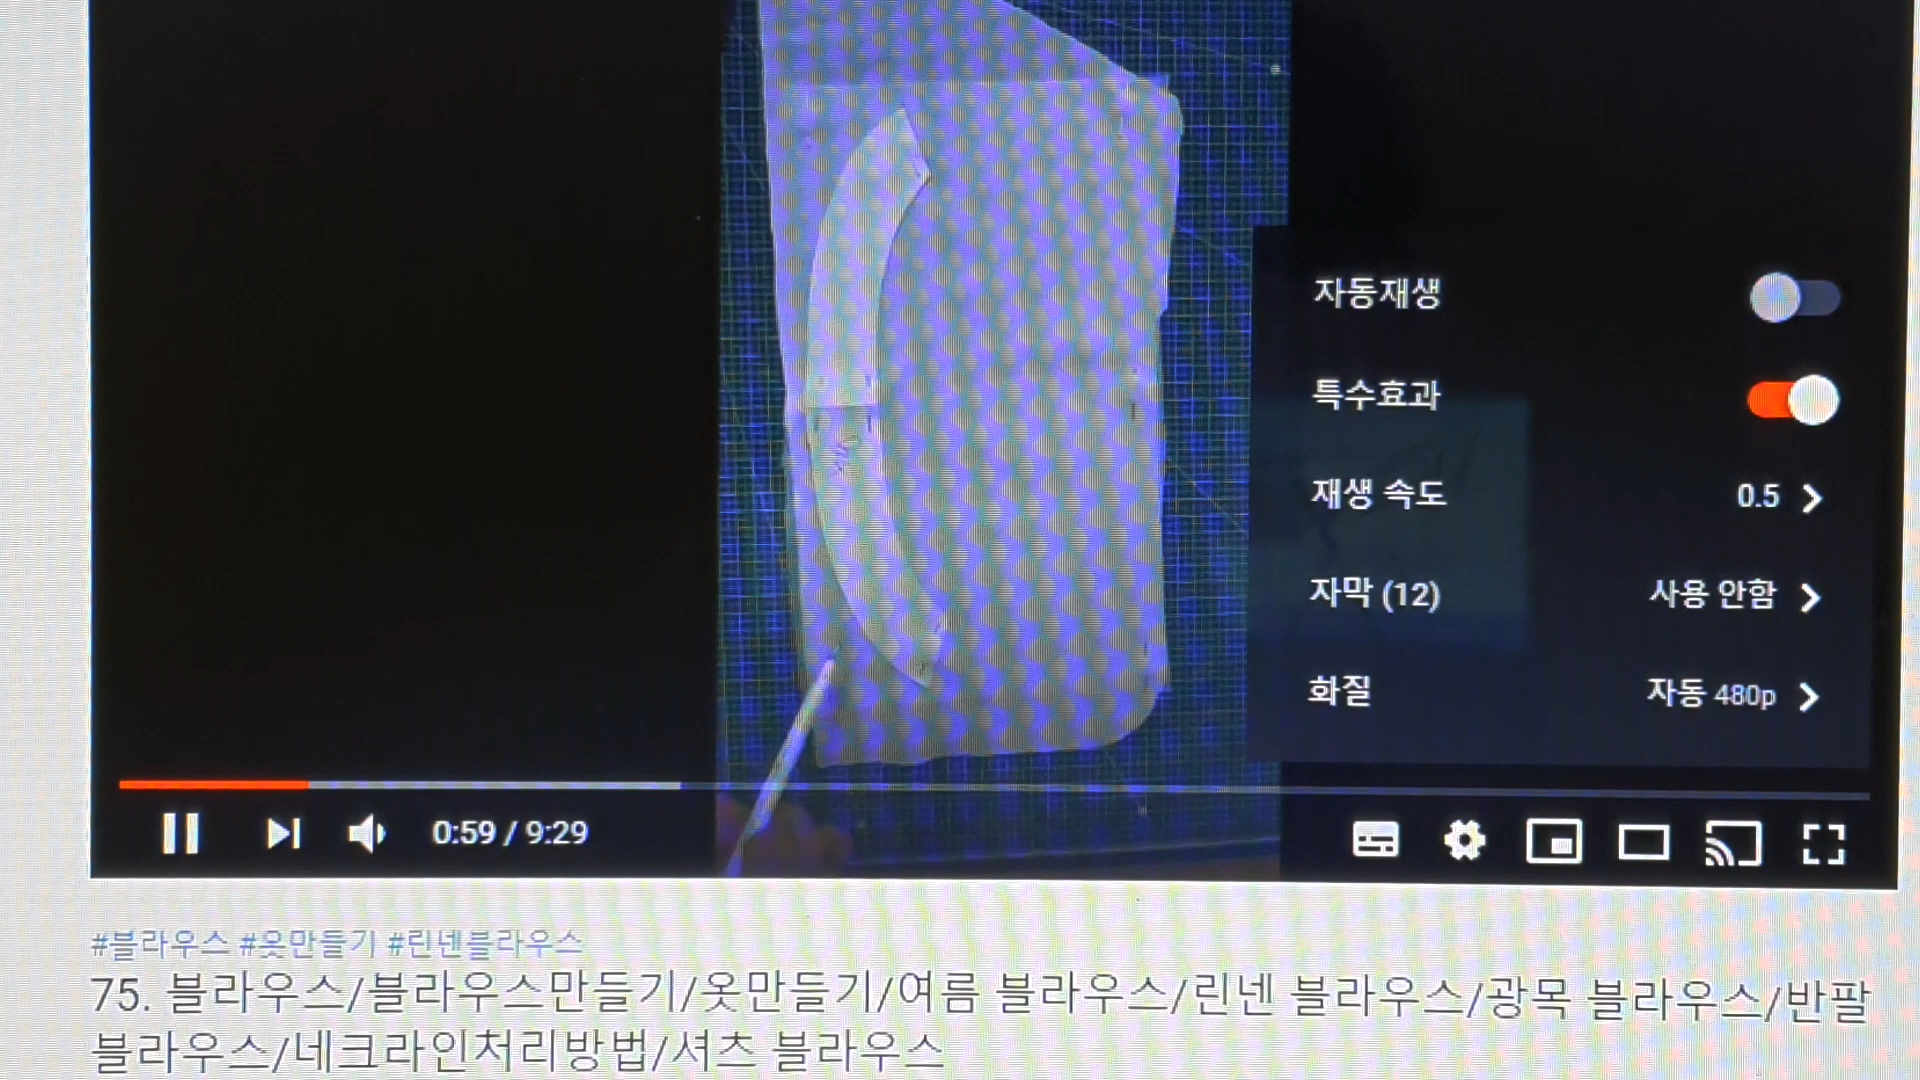 자동재생
특수효과
재생 속도 0.5
자막 (12) 사용 안함
화질 자동 480p
0:59 / 9:29
#블라우스 #옷만들기 #린넨블라우스
75. 블라우스/블라우스만들기/옷만들기/여름 블라우스/린넨 블라우스/광목 블라우스/반팔
블라우스/네크라인처리방법/셔츠 블라우스